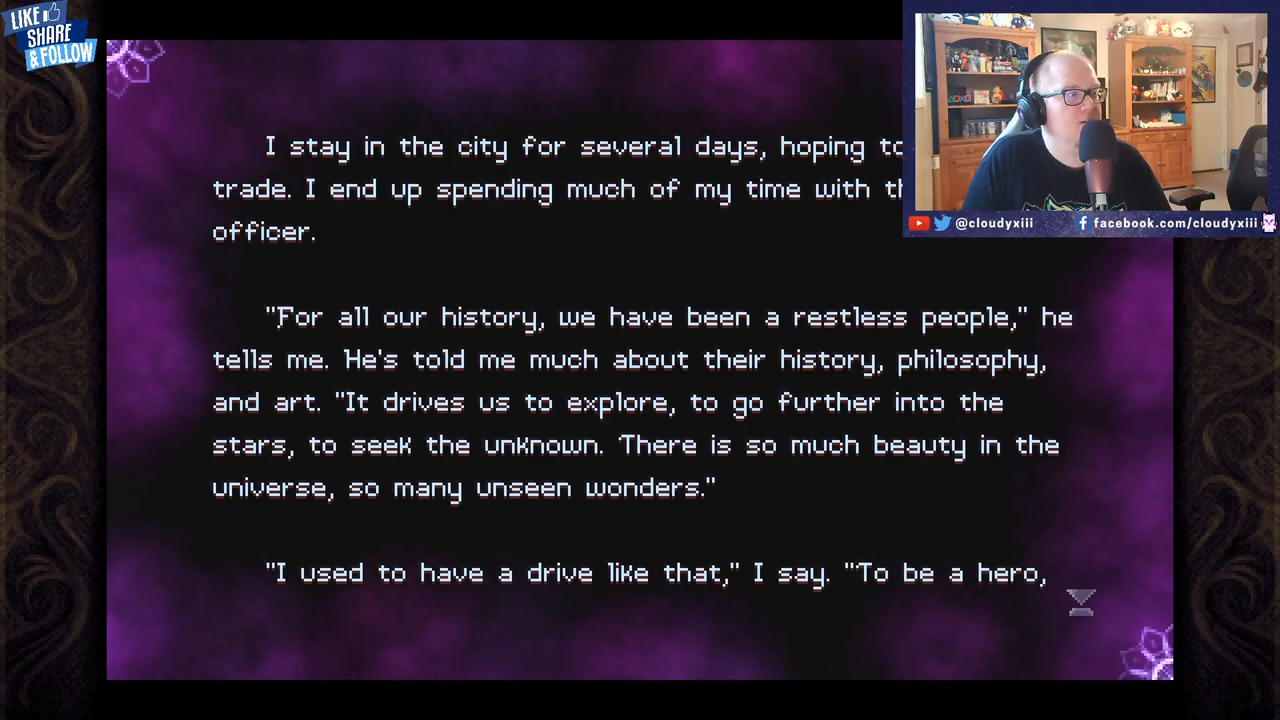 LIKE
SHARE
& FOLLOW
I stay in the city for several days, hoping to
trade. I end up spending much of my time with
officer.
"For all our history, we have been a restless people," he
tells me. He's told me much about their history, philosophy,
and art. "It drives us to explore, to go further into the
stars, to seek the unknown. There is so much beauty in the
universe, so many unseen wonders."
"I used to have a drive like that," I say. "To be a hero,
@cloudyxiii
facebook.com/cloudyxiii